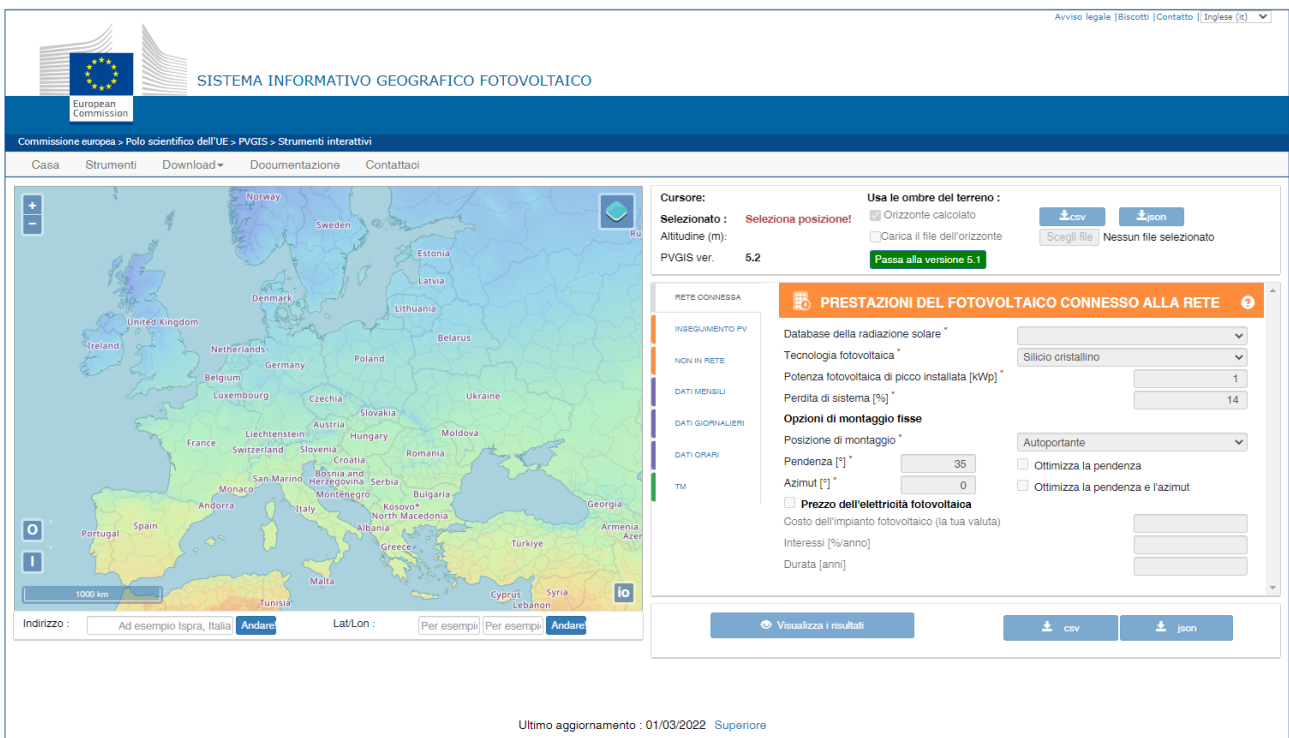 Avviso legale |Biscotti |Contatto | Inglese (it)
SISTEMA INFORMATIVO GEOGRAFICO FOTOVOLTAICO
European
Commission
Commissione europea > Polo scientifico dell'UE > PVGIS > Strumenti interattivi
Casa Strumenti Download Documentazione Contattaci
+
−
Norway
Sweden
Ru
Estonia
Latvia
Denmark
Lithuania
United Kingdom
Ireland
Belarus
Netherlands
Poland
Germany
Belgium
Luxembourg
Czechia
Ukraine
Slovakia
Austria
Liechtenstein
Hungary
Moldova
France
Switzerland
Slovenia
Romania
Croatia
Bosnia and
Herzegovina
Serbia
San-Marino
Monaco
Montenegro
Bulgaria
Andorra
Italy
Kosovo*
Georgia
North Macedonia
Spain
Portugal
Albania
Armenia
Azer
Greece
Türkiye
Malta
Cyprus
Syria
Lebanon
Tunisia
O
I
io
1000 km
Indirizzo :
Ad esempio Ispra, Italia
Andare!
Lat/Lon :
Per esempi
Per esempi
Andare!
Cursore:
Usa le ombre del terreno :
Selezionato : Seleziona posizione!
Orizzonte calcolato
csv
json
Altitudine (m):
Carica il file dell'orizzonte
Scegli file Nessun file selezionato
PVGIS ver. 5.2
Passa alla versione 5.1
RETE CONNESSA
INSEGUIMENTO PV
NON IN RETE
DATI MENSILI
DATI GIORNALIERI
DATI ORARI
TM
PRESTAZIONI DEL FOTOVOLTAICO CONNESSO ALLA RETE ?
Database della radiazione solare *
Tecnologia fotovoltaica * Silicio cristallino
Potenza fotovoltaica di picco installata [kWp] * 1
Perdita di sistema [%] * 14
Opzioni di montaggio fisse
Posizione di montaggio * Autoportante
Pendenza [°] * 35 Ottimizza la pendenza
Azimut [°] * 0 Ottimizza la pendenza e l'azimut
Prezzo dell'elettricità fotovoltaica
Costo dell'impianto fotovoltaico (la tua valuta)
Interessi [%/anno]
Durata [anni]
Visualizza i risultati
csv
json
Ultimo aggiornamento : 01/03/2022 Superiore